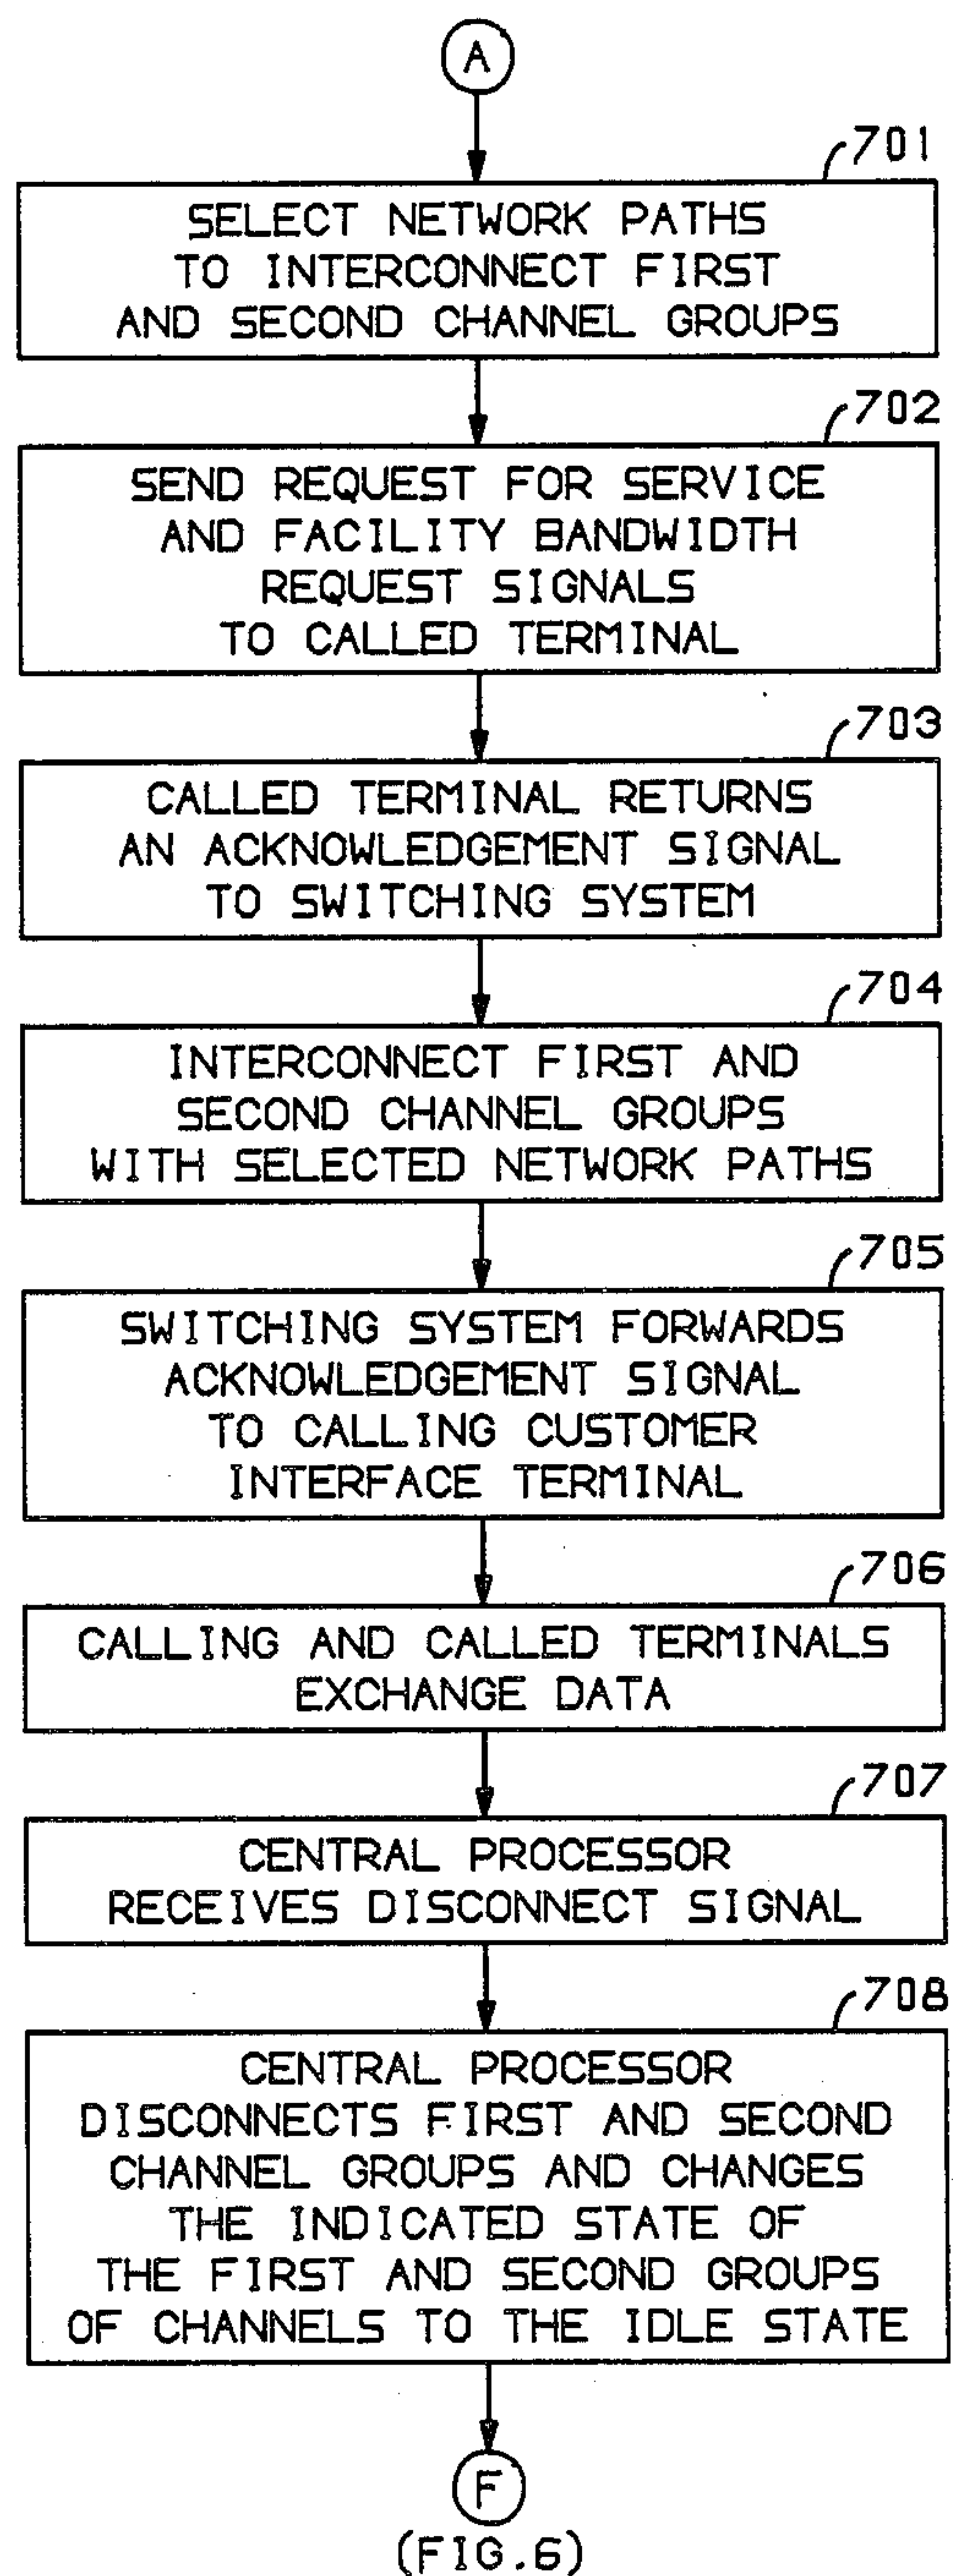 A
701
SELECT NETWORK PATHS
TO INTERCONNECT FIRST
AND SECOND CHANNEL GROUPS
702
SEND REQUEST FOR SERVICE
AND FACILITY BANDWIDTH
REQUEST SIGNALS
TO CALLED TERMINAL
703
CALLED TERMINAL RETURNS
AN ACKNOWLEDGEMENT SIGNAL
TO SWITCHING SYSTEM
704
INTERCONNECT FIRST AND
SECOND CHANNEL GROUPS
WITH SELECTED NETWORK PATHS
705
SWITCHING SYSTEM FORWARDS
ACKNOWLEDGEMENT SIGNAL
TO CALLING CUSTOMER
INTERFACE TERMINAL
706
CALLING AND CALLED TERMINALS
EXCHANGE DATA
707
CENTRAL PROCESSOR
RECEIVES DISCONNECT SIGNAL
708
CENTRAL PROCESSOR
DISCONNECTS FIRST AND SECOND
CHANNEL GROUPS AND CHANGES
THE INDICATED STATE OF
THE FIRST AND SECOND GROUPS
OF CHANNELS TO THE IDLE STATE
F
(FIG.6)